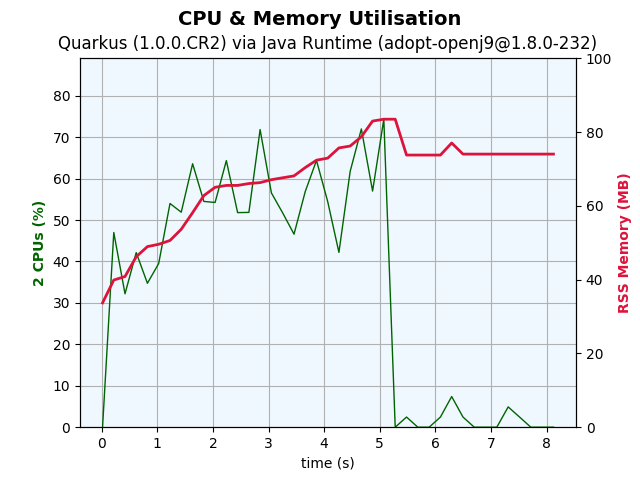 CPU & Memory Utilisation
Quarkus (1.0.0.CR2) via Java Runtime (adopt-openj9@1.8.0-232)
2 CPUs (%)
80
70
60
50
40
30
20
10
0
100
80
60
40
20
0
RSS Memory (MB)
0 1 2 3 4 5 6 7 8
time (s)